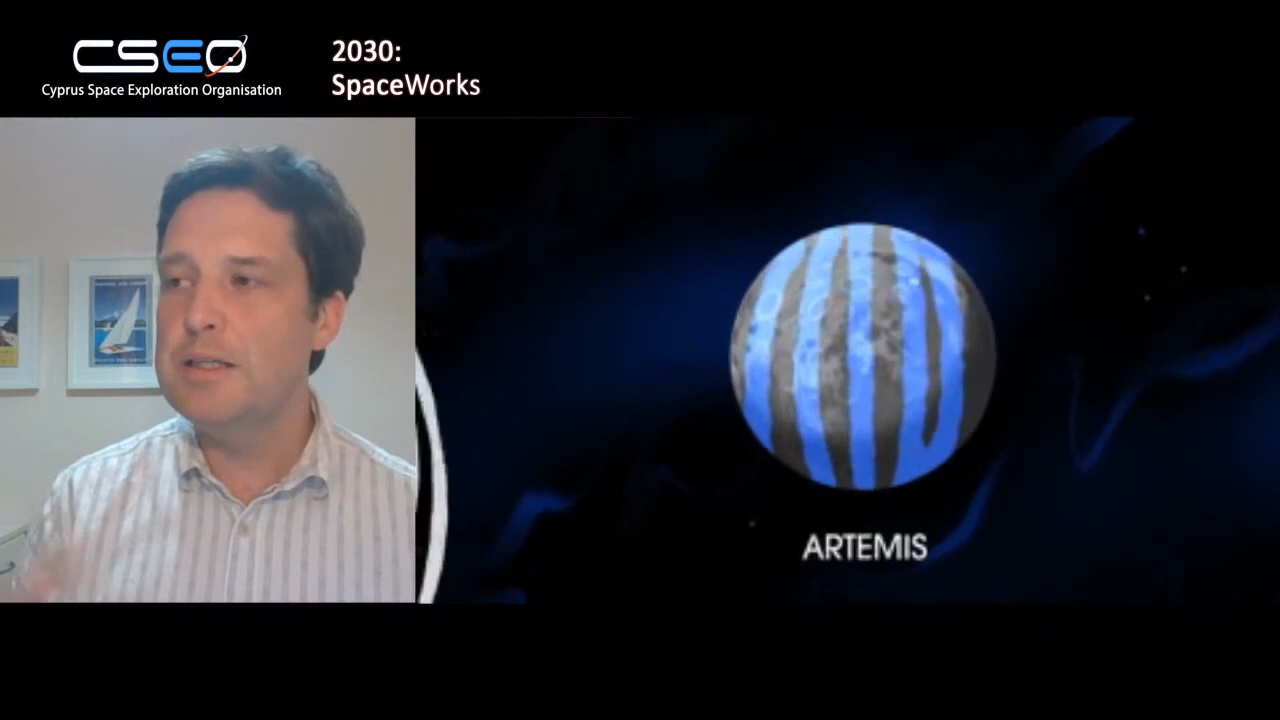 CSEO
Cyprus Space Exploration Organisation
2030:
SpaceWorks
ARTEMIS